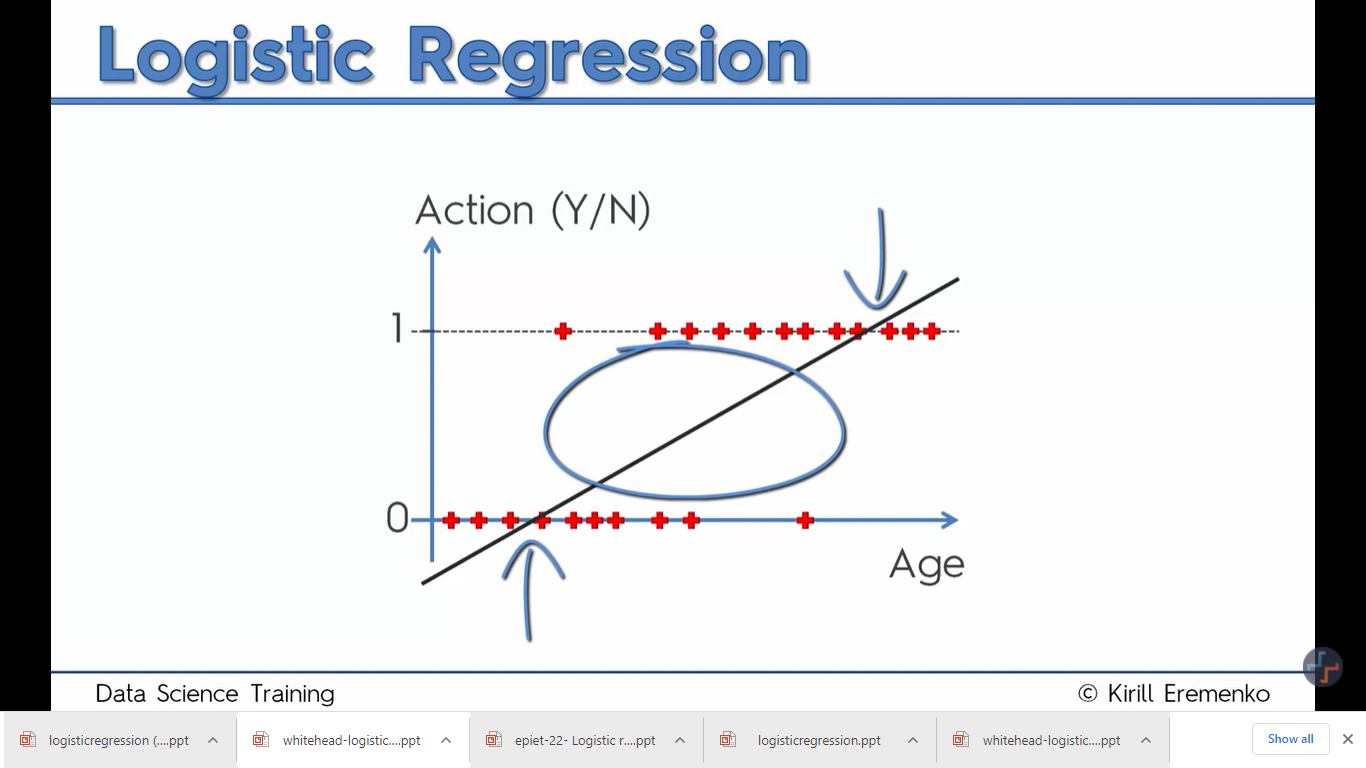 Logistic Regression
Action (Y/N)
1
0
Age
Data Science Training
© Kirill Eremenko
logisticregression (....ppt
whitehead-logistic....ppt
epiet-22- Logistic r....ppt
logisticregression.ppt
whitehead-logistic....ppt
Show all